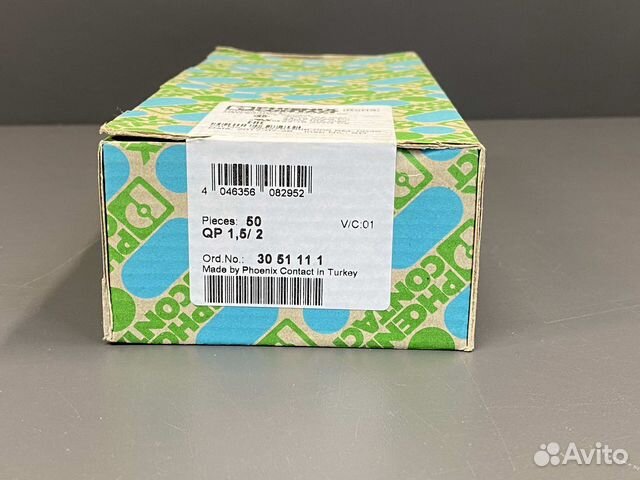 4 046356 082952
Pieces: 50
V/C:01
QP 1,5/ 2
Ord.No.: 30 51 11 1
Made by Phoenix Contact in Turkey
PHOENIX
CONTACT
Avito